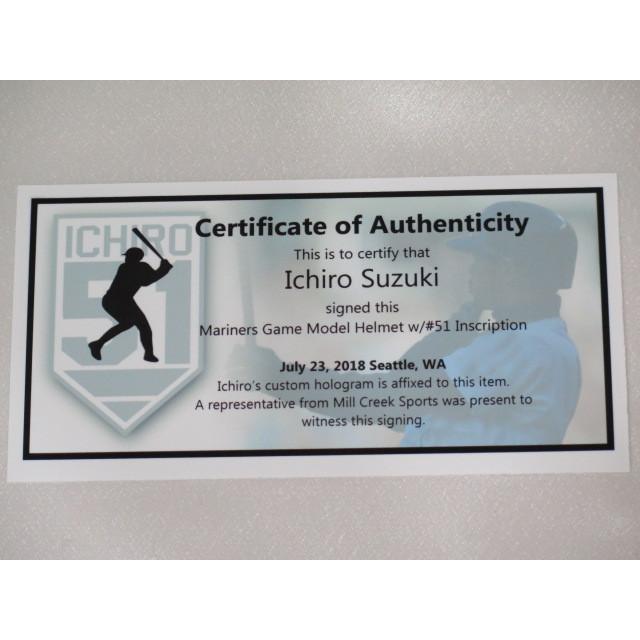 ICHIRO
51
Certificate of Authenticity
This is to certify that
Ichiro Suzuki
signed this
Mariners Game Model Helmet w/#51 Inscription
July 23, 2018 Seattle, WA
Ichiro's custom hologram is affixed to this item.
A representative from Mill Creek Sports was present to
witness this signing.